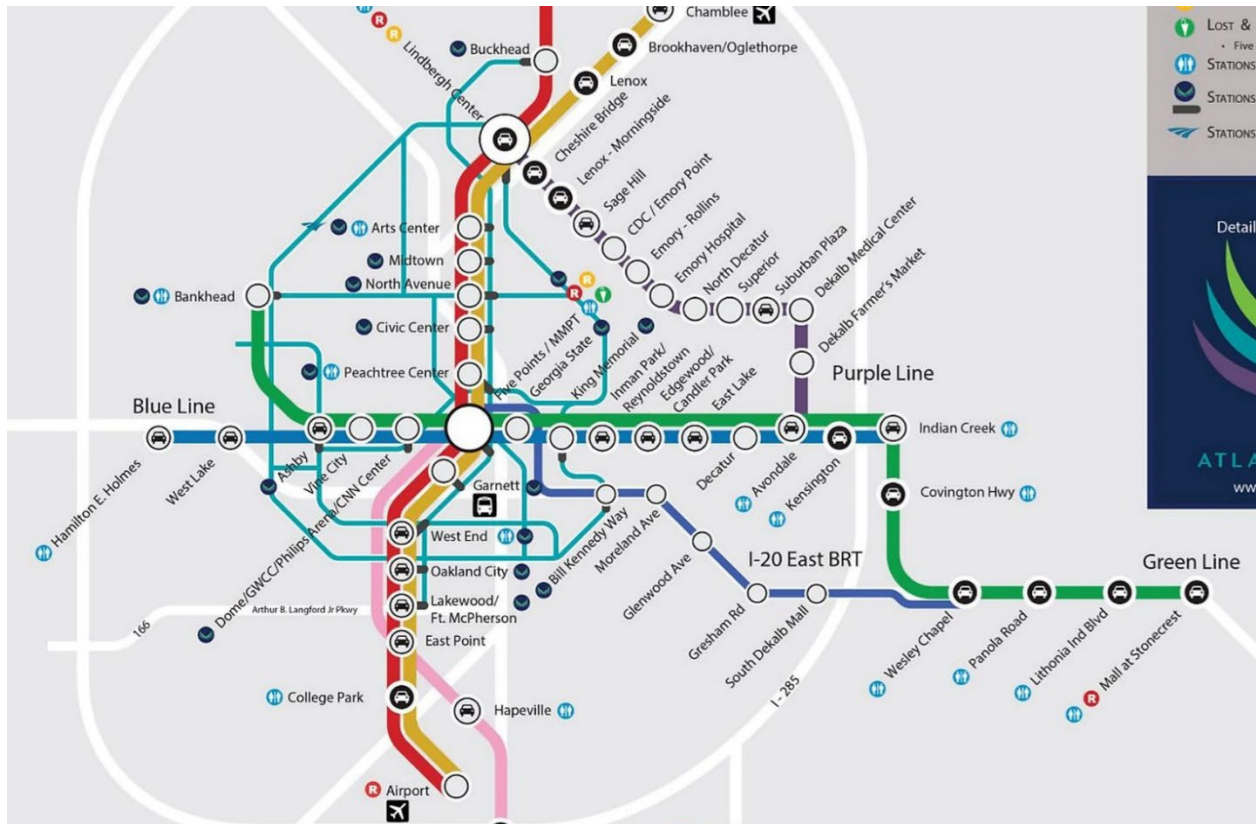 Chamblee
Brookhaven/Oglethorpe
Buckhead
Lenox
Lindbergh Center
Cheshire Bridge
Lenox - Morningside
Sage Hill
CDC / Emory Point
Emory - Rollins
Emory Hospital
North Decatur
Superior
Suburban Plaza
Dekalb Medical Center
Dekalb Farmer's Market
Purple Line
Arts Center
Midtown
North Avenue
Bankhead
Civic Center
Peachtree Center
Five Points / MMPT
Georgia State
King Memorial
Inman Park/
Reynoldstown
Edgewood/
Candler Park
East Lake
Blue Line
Hamilton E. Holmes
West Lake
Ashby
Vine City
Dome/GWCC/Philips Arena/CNN Center
Garnett
Decatur
Avondale
Kensington
Indian Creek
Covington Hwy
West End
Oakland City
Lakewood/
Ft. McPherson
East Point
College Park
Hapeville
Airport
Arthur B. Langford Jr Pkwy
166
Bill Kennedy Way
Moreland Ave
Glenwood Ave
Gresham Rd
South Dekalb Mall
I-20 East BRT
I - 285
Green Line
Wesley Chapel
Panola Road
Lithonia Ind Blvd
Mall at Stonecrest
R
R
R
R
R
R
Lost &
• Five
Stations
Stations
Stations
Detail
ATLA
ww